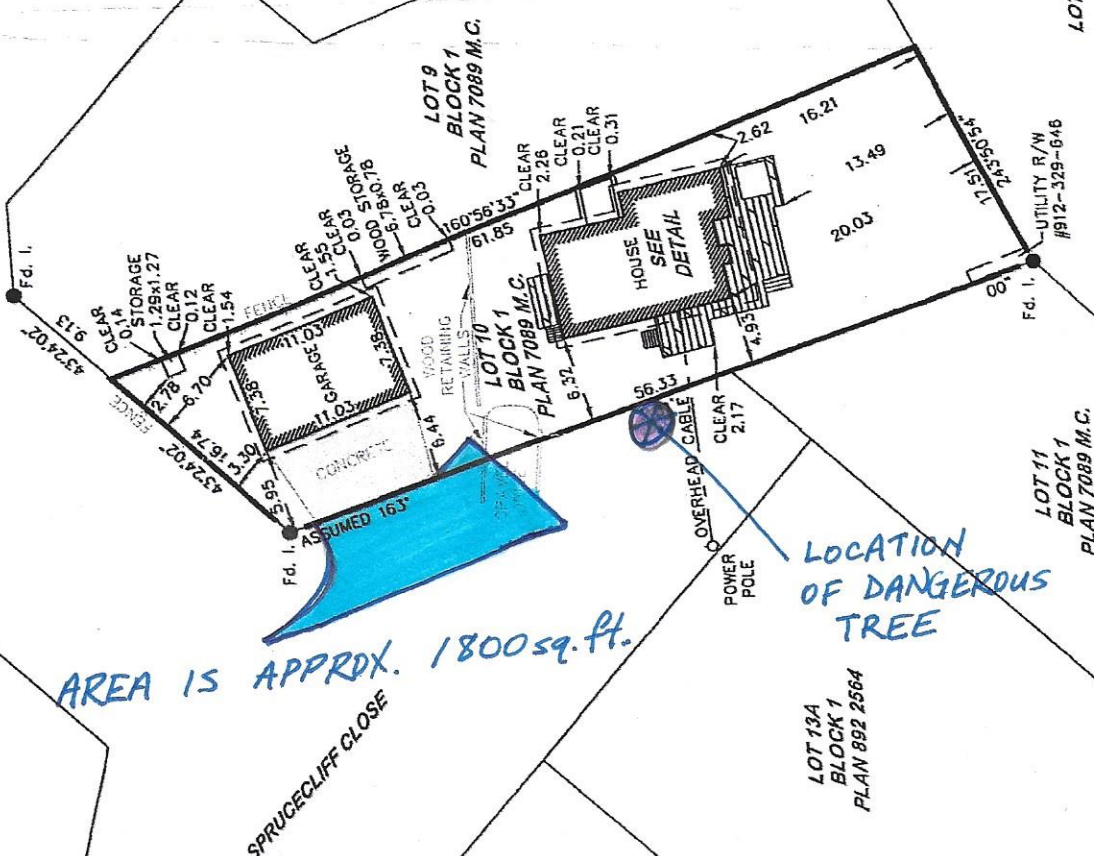 LOT 9
BLOCK 1
PLAN 7089 M.C.
LOT
Fd. I.
43°24'02"
9.13
CLEAR
0.14
STORAGE
1.29x1.27
CLEAR
0.12
CLEAR
1.54
FENCE
CLEAR
1.55
CLEAR
0.03
WOOD STORAGE
6.78x0.78
CLEAR
0.03
160°56'33"
61.85
CLEAR
2.26
CLEAR
0.21
CLEAR
0.31
2.62
16.21
13.49
20.03
17.51
243°50'54"
UTILITY R/W
#912-329-646
FENCE
2.78
6.70
43°24'02"
16.74
3.30
5.95
7.38
11.03
GARAGE
11.03
7.38
CONCRETE
6.44
WOOD
RETAINING
WALLS
LOT 10
BLOCK 1
PLAN 7089 M.C.
HOUSE
SEE
DETAIL
6.32
4.93
00"
Fd. I.
Fd. I.
ASSUMED 163°
56.33
CLEAR
2.17
OVERHEAD CABLE
POWER
POLE
LOT 11
BLOCK 1
PLAN 7089 M.C.
LOCATION
OF DANGEROUS
TREE
AREA IS APPROX. 1800 sq.ft.
SPRUCECLIFF CLOSE
LOT 13A
BLOCK 1
PLAN 892 2564